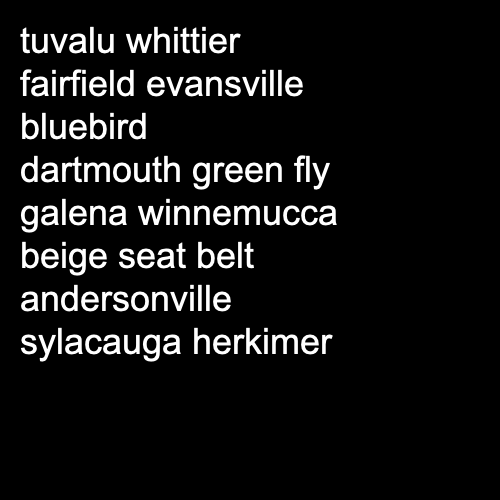 tuvalu whittier
fairfield evansville
bluebird
dartmouth green fly
galena winnemucca
beige seat belt
andersonville
sylacauga herkimer